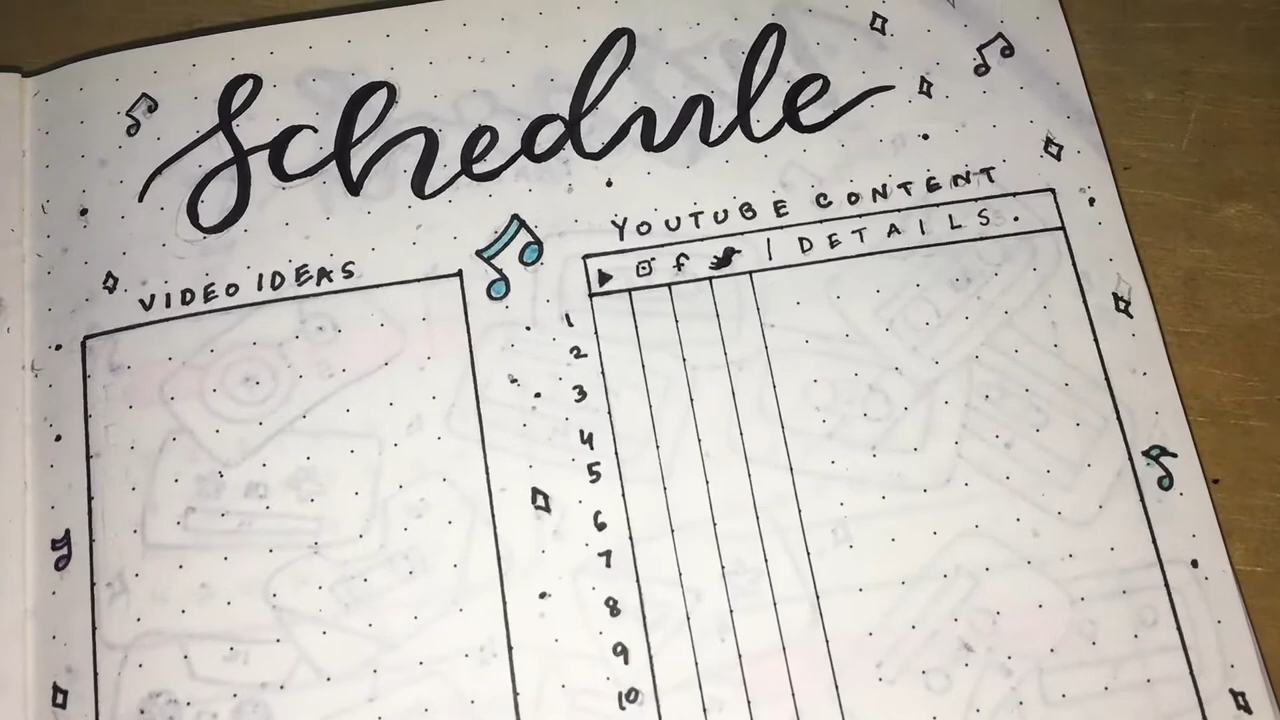 Schedule
VIDEO IDEAS
YOUTUBE CONTENT
f | DETAILS.
1
2
3
4
5
6
7
8
9
10